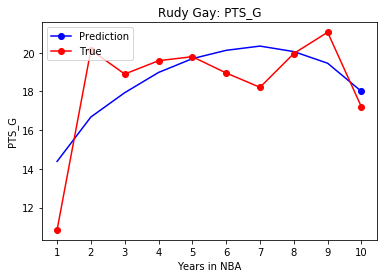 Rudy Gay: PTS_G
Prediction
True
20
18
16
14
12
PTS_G
1 2 3 4 5 6 7 8 9 10
Years in NBA